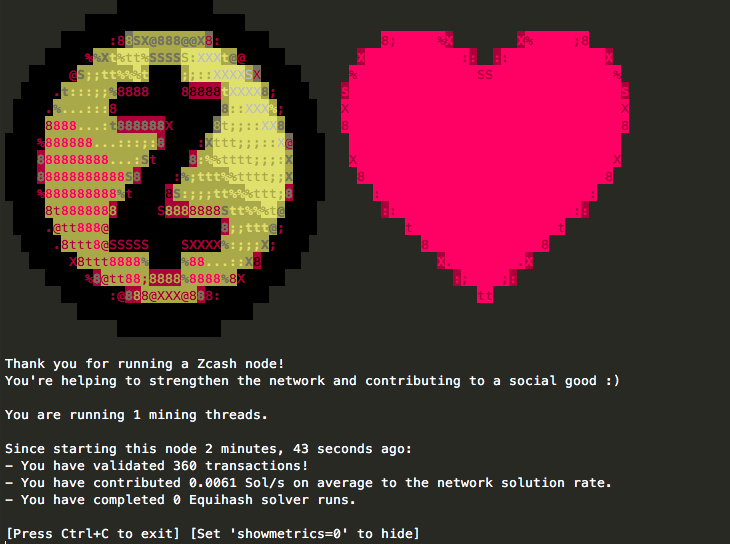 Thank you for running a Zcash node!
You're helping to strengthen the network and contributing to a social good :)
You are running 1 mining threads.
Since starting this node 2 minutes, 43 seconds ago:
- You have validated 360 transactions!
- You have contributed 0.0061 Sol/s on average to the network solution rate.
- You have completed 0 Equihash solver runs.
[Press Ctrl+C to exit] [Set 'showmetrics=0' to hide]